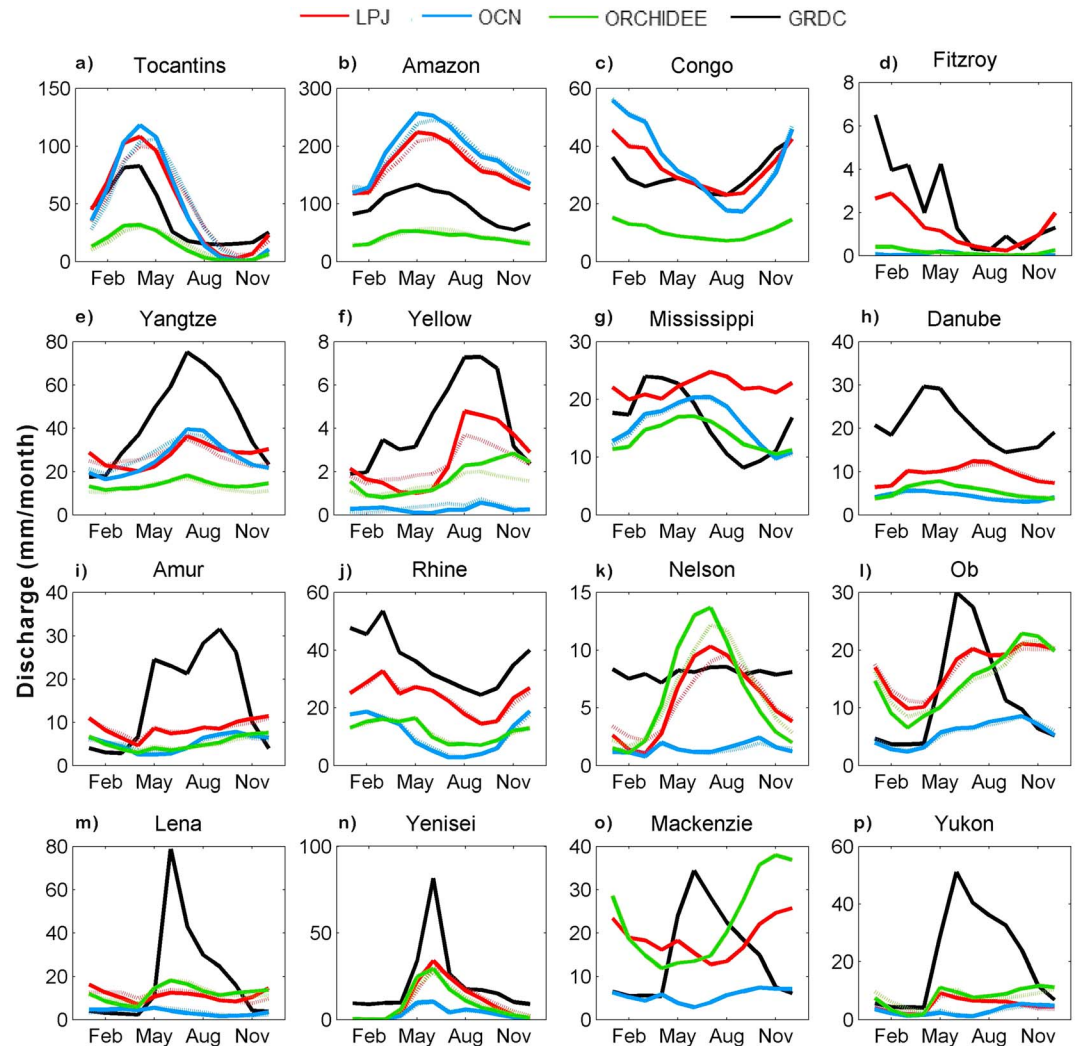 LPJ OCN ORCHIDEE GRDC
a) Tocantins b) Amazon c) Congo d) Fitzroy
150 300 60 8
6
100 200 40
4
50 100 20
2
0 0 0 0
Feb May Aug Nov Feb May Aug Nov Feb May Aug Nov Feb May Aug Nov
e) Yangtze f) Yellow g) Mississippi h) Danube
80 8 30 40
60 6 30
20
40 4 20
10
20 2 10
0 0 0 0
Feb May Aug Nov Feb May Aug Nov Feb May Aug Nov Feb May Aug Nov
Discharge (mm/month)
i) Amur j) Rhine k) Nelson l) Ob
40 60 15 30
30
40 10 20
20
20 5 10
10
0 0 0 0
Feb May Aug Nov Feb May Aug Nov Feb May Aug Nov Feb May Aug Nov
m) Lena n) Yenisei o) Mackenzie p) Yukon
80 100 40 60
60 30
40
50
40 20
20
20 10
0 0 0 0
Feb May Aug Nov Feb May Aug Nov Feb May Aug Nov Feb May Aug Nov